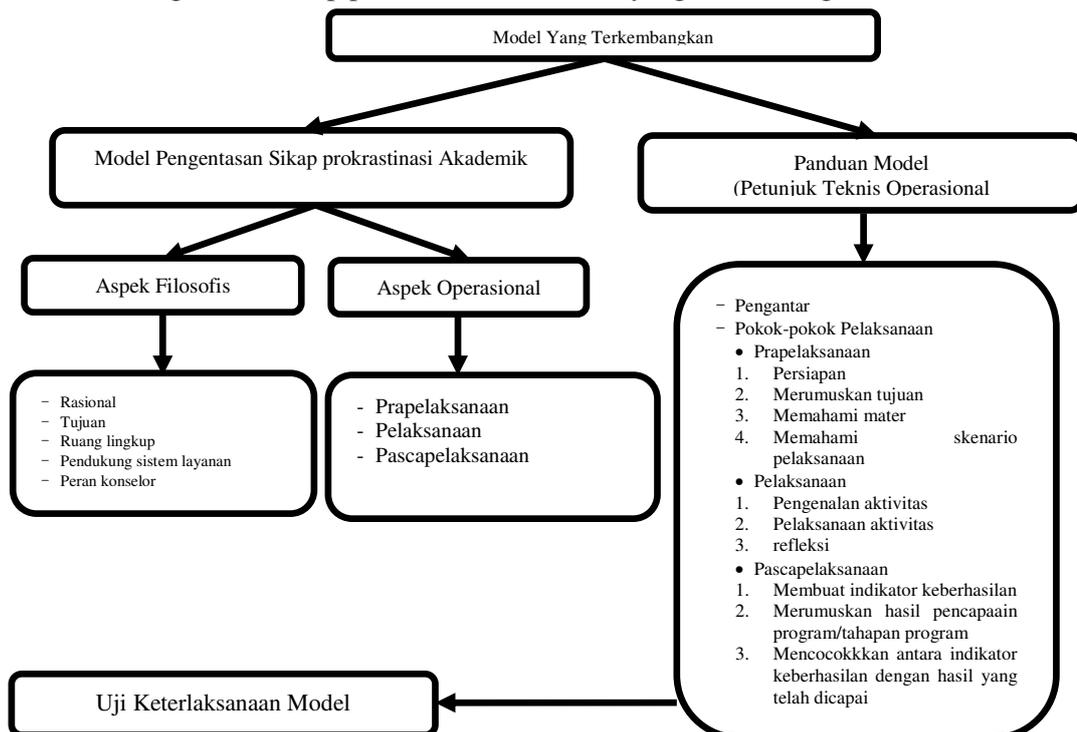 Model Yang Terkembangkan
Model Pengentasan Sikap prokrastinasi Akademik
Panduan Model
(Petunjuk Teknis Operasional
Aspek Filosofis
Aspek Operasional
– Rasional
– Tujuan
– Ruang lingkup
– Pendukung sistem layanan
– Peran konselor
- Prapelaksanaan
- Pelaksanaan
- Pascapelaksanaan
– Pengantar
– Pokok-pokok Pelaksanaan
• Prapelaksanaan
1. Persiapan
2. Merumuskan tujuan
3. Memahami mater
4. Memahami skenario
pelaksanaan
• Pelaksanaan
1. Pengenalan aktivitas
2. Pelaksanaan aktivitas
3. refleksi
• Pascapelaksanaan
1. Membuat indikator keberhasilan
2. Merumuskan hasil pencapaain
program/tahapan program
3. Mencocokkkan antara indikator
keberhasilan dengan hasil yang
telah dicapai
Uji Keterlaksanaan Model